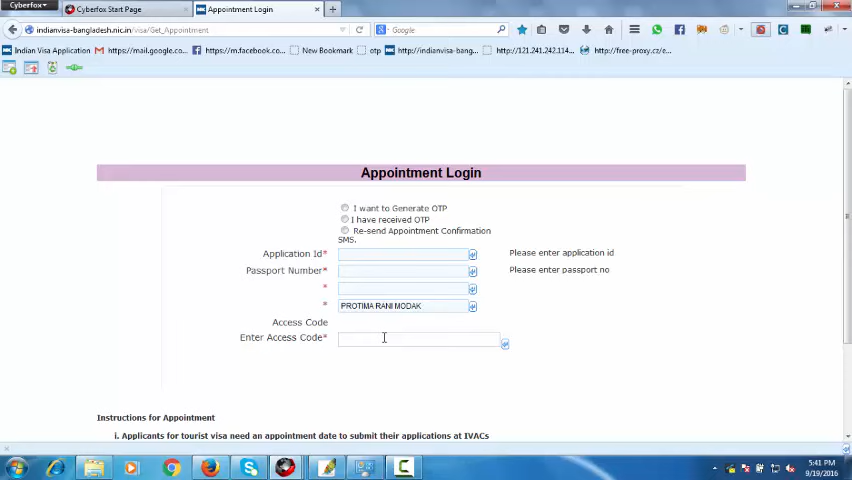 Cyberfox
Cyberfox Start Page
Appointment Login
indianvisa-bangladesh.nic.in/visa/Get_Appointment
Google
Indian Visa Application
https://mail.google.co...
https://m.facebook.co...
New Bookmark
otp
http://indianvisa-bang...
http://121.241.242.114...
http://free-proxy.cz/e...
Appointment Login
I want to Generate OTP
I have received OTP
Re-send Appointment Confirmation
SMS.
Application Id*
Please enter application id
Passport Number*
Please enter passport no
*
* PROTIMA RANI MODAK
Access Code
Enter Access Code*
Instructions for Appointment
i. Applicants for tourist visa need an appointment date to submit their applications at IVACs
5:41 PM
9/19/2016